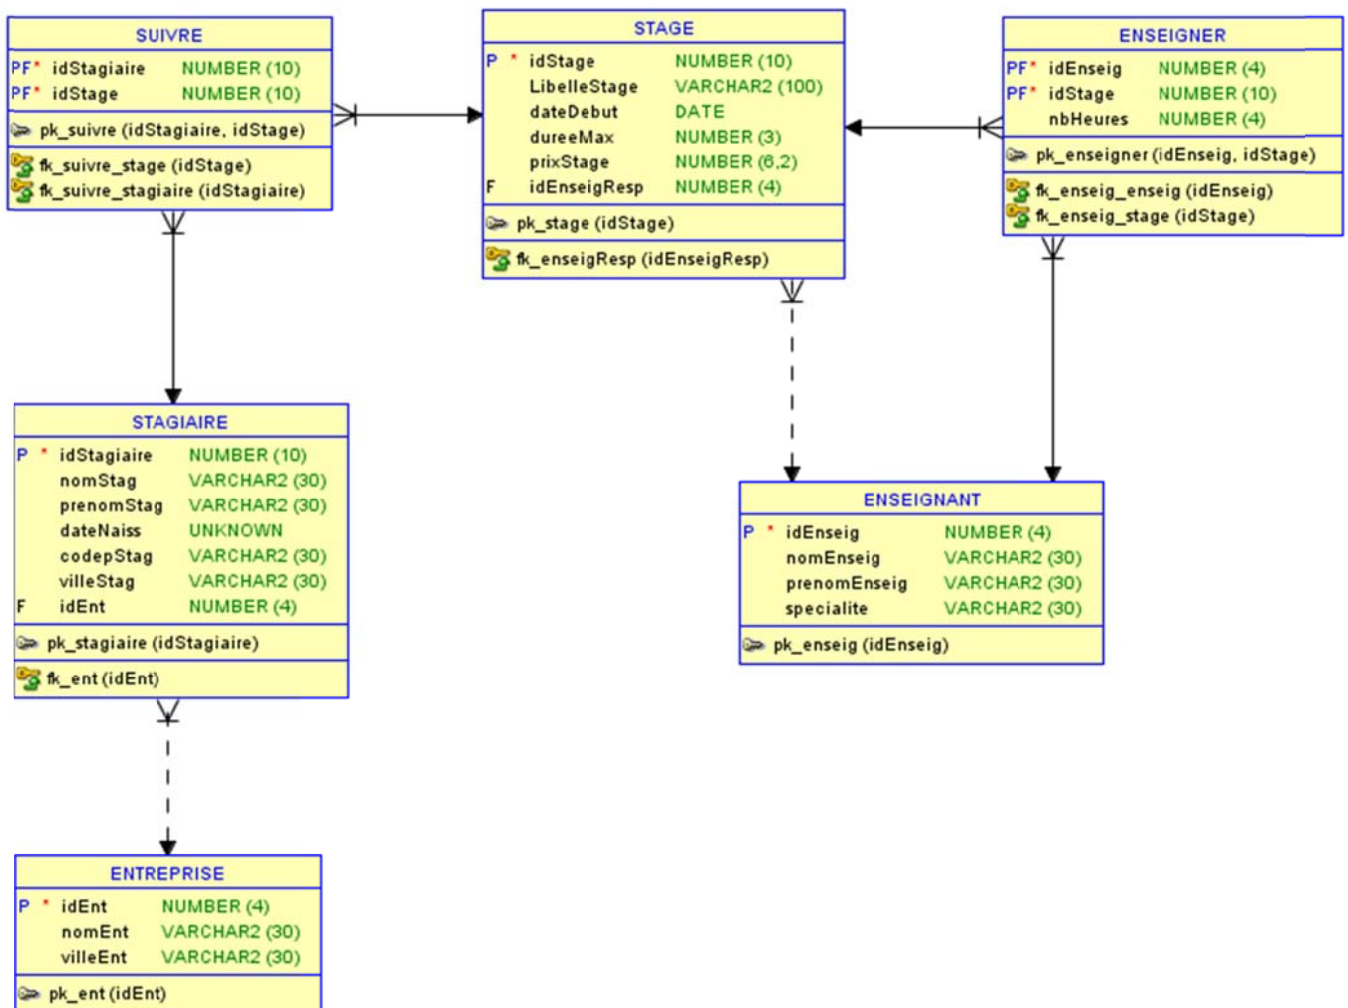 SUIVRE
PF* idStagiaire NUMBER (10)
PF* idStage NUMBER (10)
pk_suivre (idStagiaire, idStage)
fk_suivre_stage (idStage)
fk_suivre_stagiaire (idStagiaire)
STAGE
P * idStage NUMBER (10)
LibelleStage VARCHAR2 (100)
dateDebut DATE
dureeMax NUMBER (3)
prixStage NUMBER (6,2)
F idEnseigResp NUMBER (4)
pk_stage (idStage)
fk_enseigResp (idEnseigResp)
ENSEIGNER
PF* idEnseig NUMBER (4)
PF* idStage NUMBER (10)
nbHeures NUMBER (4)
pk_enseigner (idEnseig, idStage)
fk_enseig_enseig (idEnseig)
fk_enseig_stage (idStage)
STAGIAIRE
P * idStagiaire NUMBER (10)
nomStag VARCHAR2 (30)
prenomStag VARCHAR2 (30)
dateNaiss UNKNOWN
codepStag VARCHAR2 (30)
villeStag VARCHAR2 (30)
F idEnt NUMBER (4)
pk_stagiaire (idStagiaire)
fk_ent (idEnt)
ENSEIGNANT
P * idEnseig NUMBER (4)
nomEnseig VARCHAR2 (30)
prenomEnseig VARCHAR2 (30)
specialite VARCHAR2 (30)
pk_enseig (idEnseig)
ENTREPRISE
P * idEnt NUMBER (4)
nomEnt VARCHAR2 (30)
villeEnt VARCHAR2 (30)
pk_ent (idEnt)